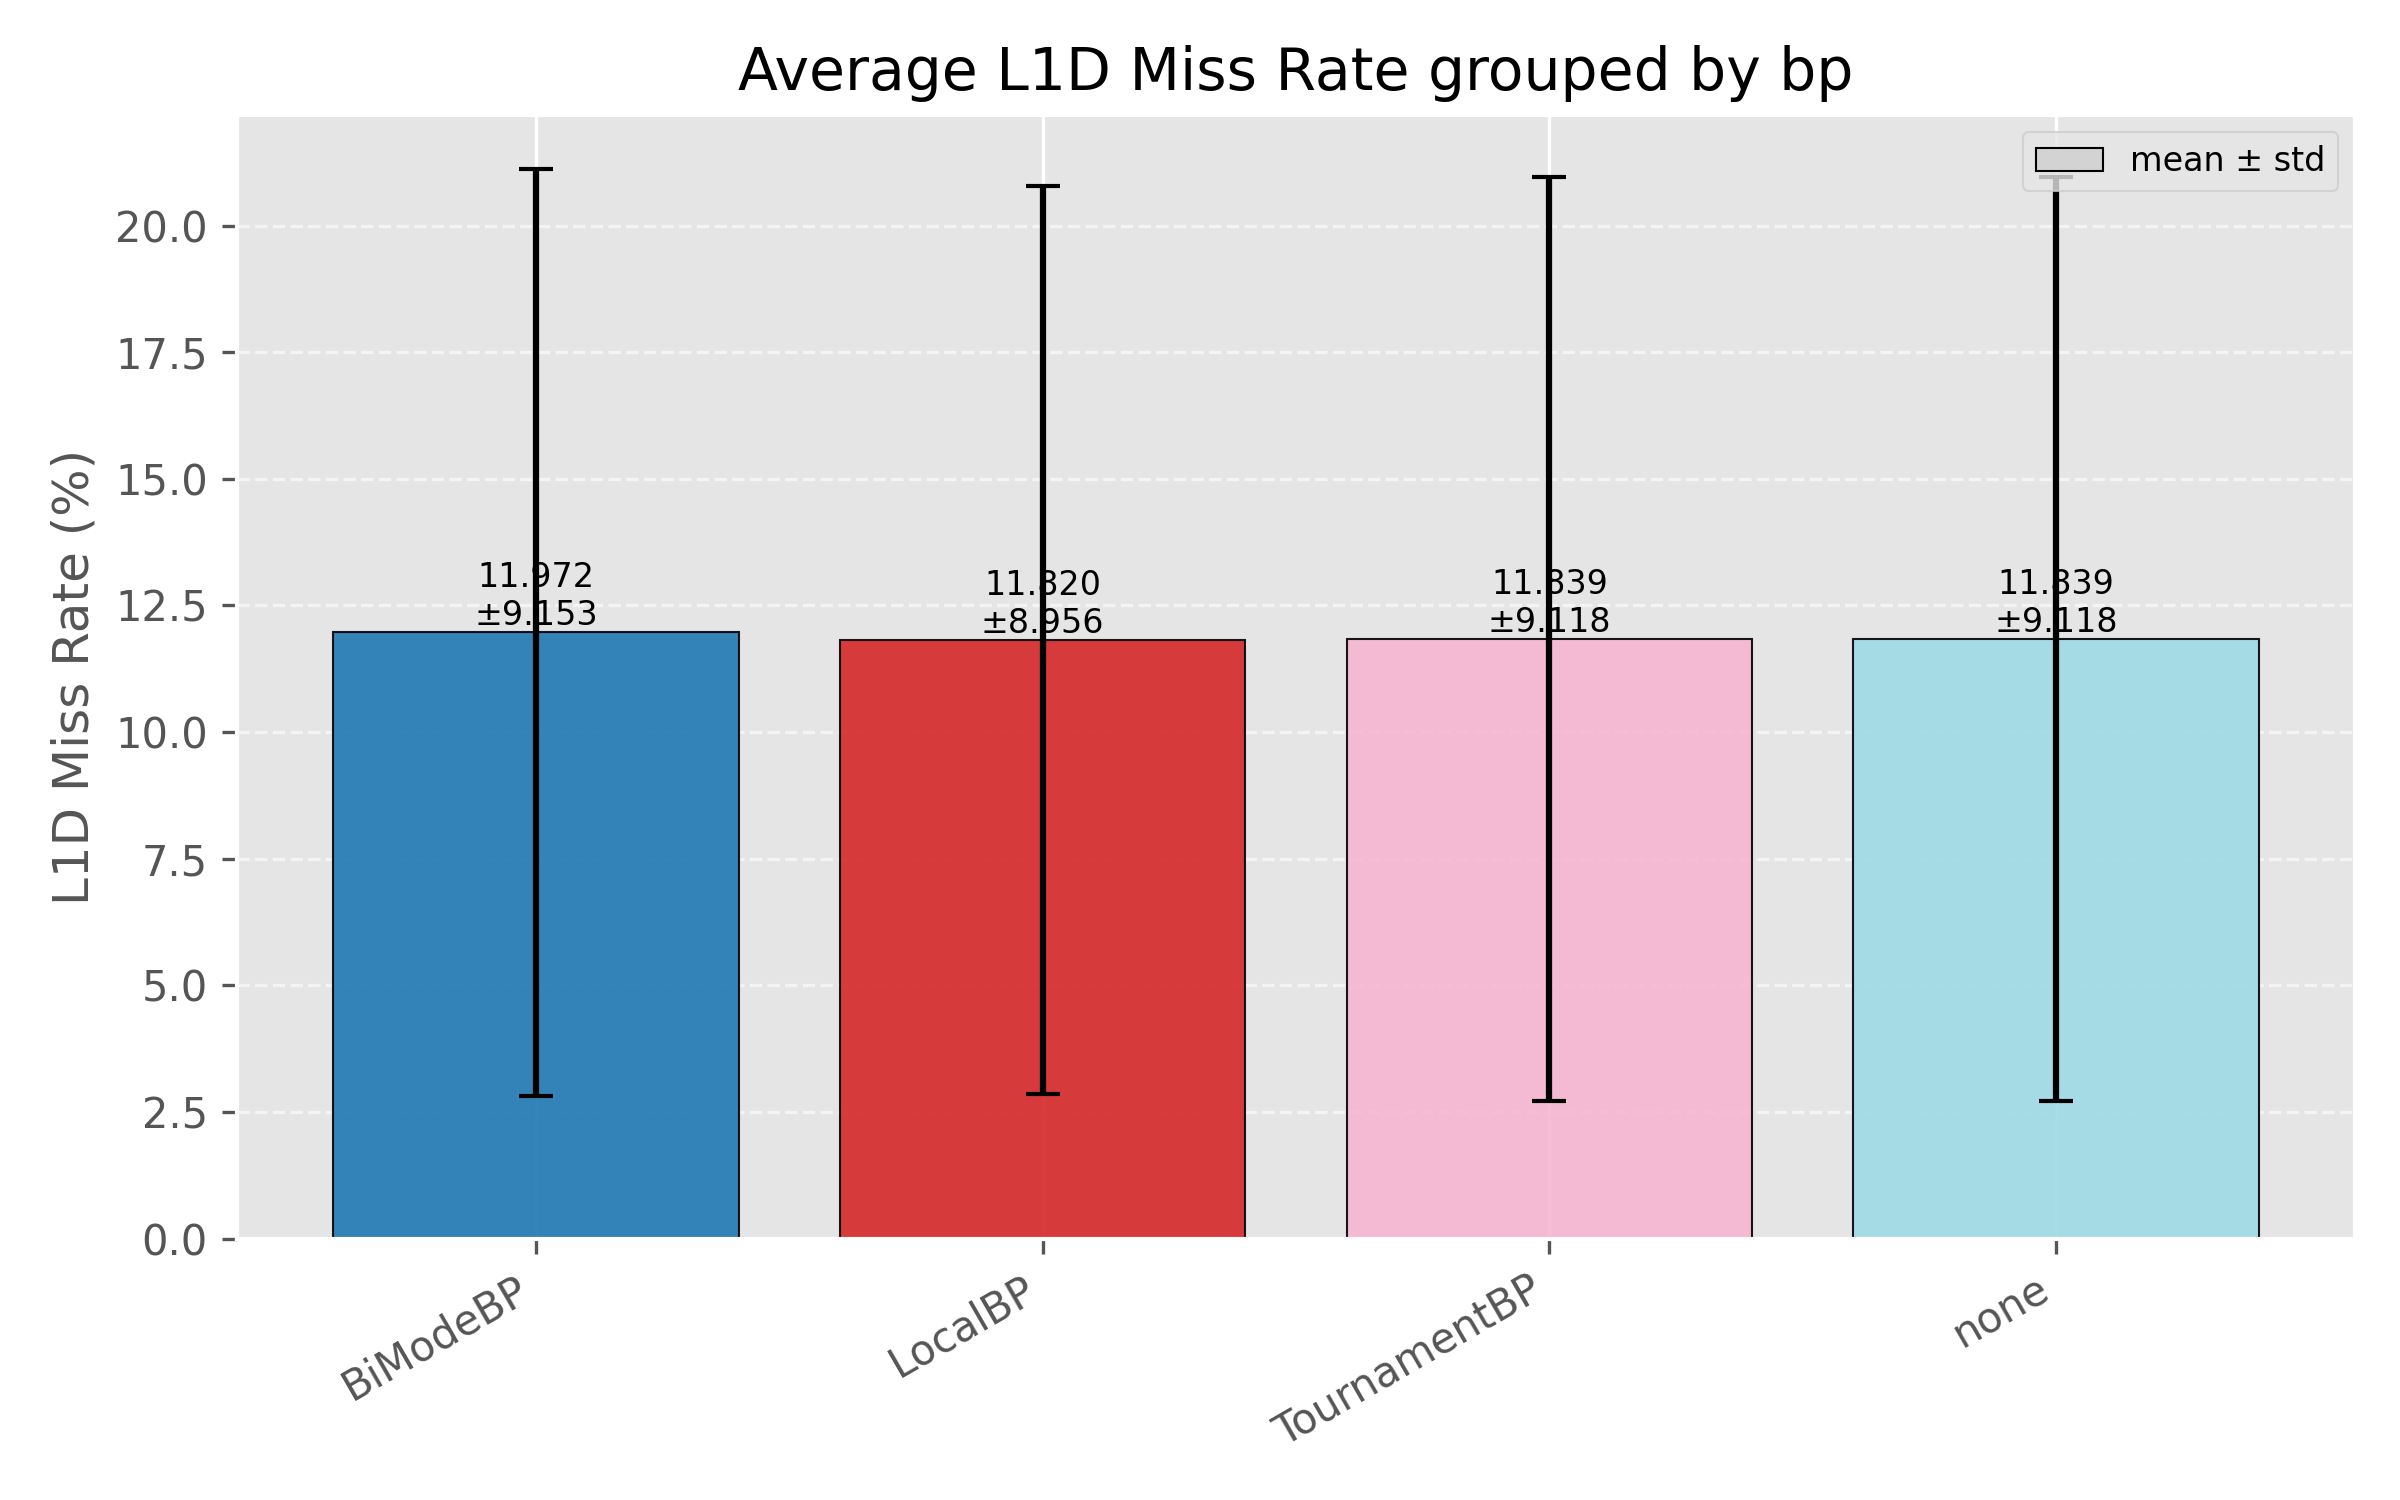 Average L1D Miss Rate grouped by bp
mean ± std
L1D Miss Rate (%)
20.0
17.5
15.0
12.5
10.0
7.5
5.0
2.5
0.0
11.972
±9.153
11.820
±8.956
11.839
±9.118
11.839
±9.118
BiModeBP
LocalBP
TournamentBP
none